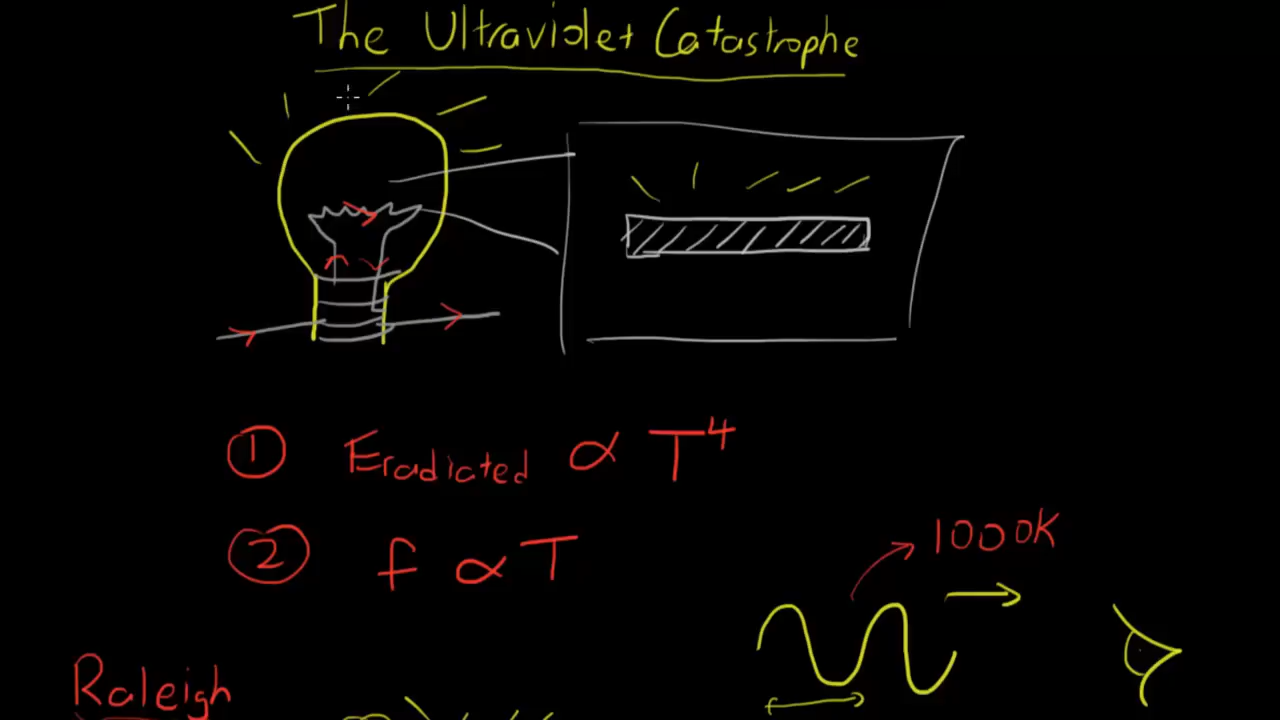 The Ultraviolet Catastrophe
① Eradiated ∝ T⁴
② f ∝ T
1000K
Raleigh